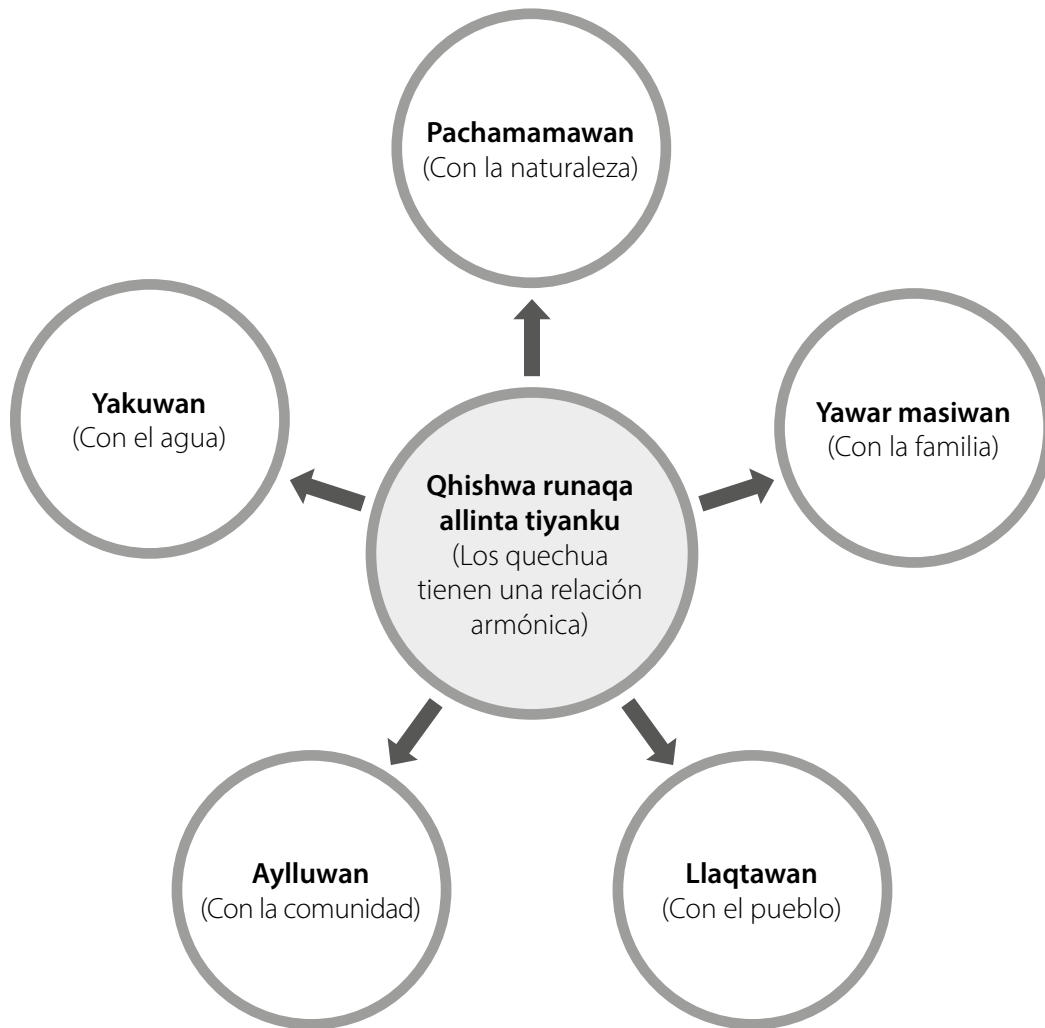 Pachamamawan
(Con la naturaleza)
Yakuwan
(Con el agua)
Yawar masiwan
(Con la familia)
Qhishwa runaqa
allinta tiyanku
(Los quechua
tienen una relación
armónica)
Aylluwan
(Con la comunidad)
Llaqtawan
(Con el pueblo)